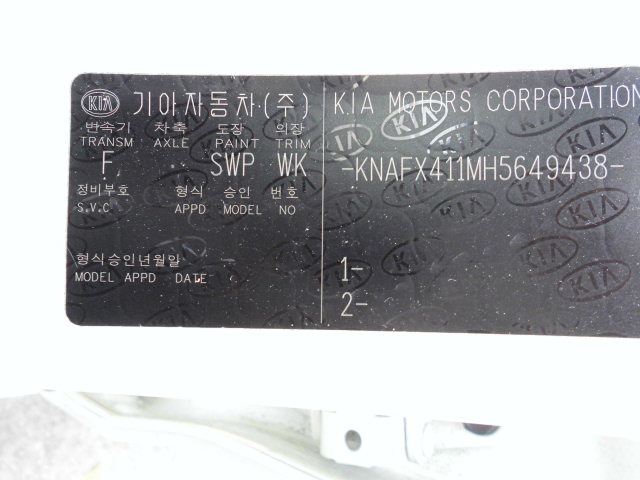 KIA 기아자동차·(주) KIA MOTORS CORPORATION
변속기 차축 도장 의장
TRANSM AXLE PAINT TRIM
F SWP WK -KNAFX411MH5649438-
정비부호 형식 승인 번호
S.V.C. APPD MODEL NO
형식승인년월일
MODEL APPD DATE
1-
2-